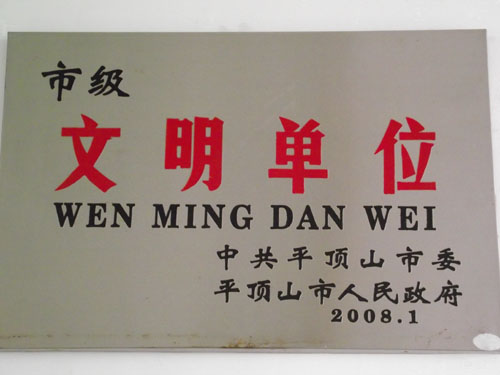 市级
文明单位
WEN MING DAN WEI
中共平顶山市委
平顶山市人民政府
2008.1